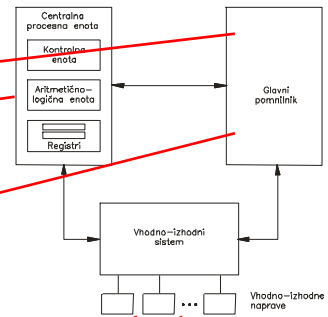 Centralna
procesna enota
Kontrolna
enota
Aritmetično-
logična enota
Registri
Glavni
pomnilnik
Vhodno-izhodni
sistem
Vhodno-izhodne
naprave